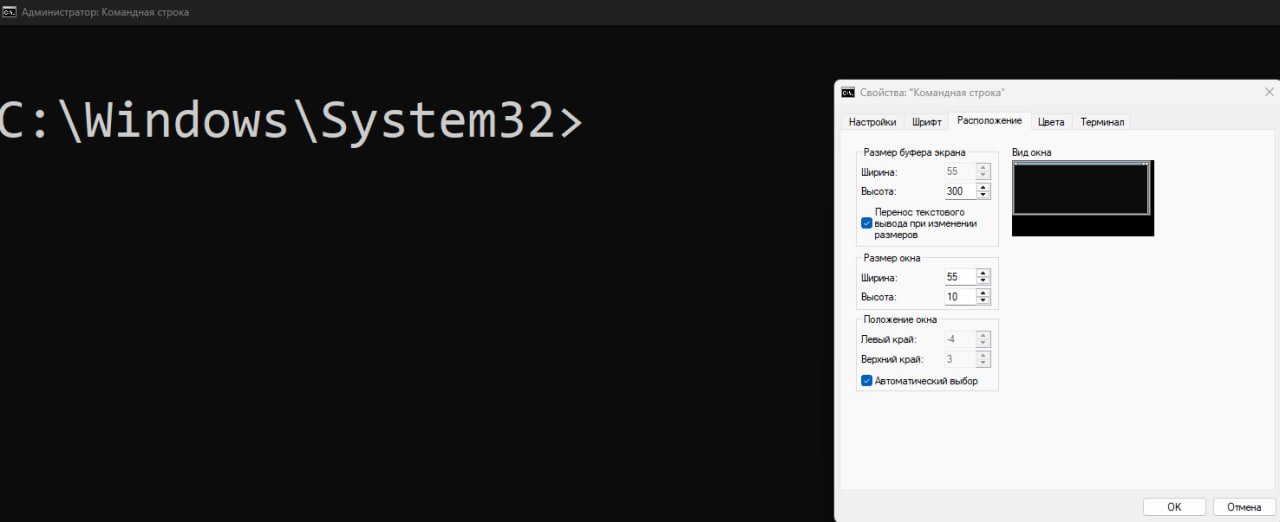 Администратор: Командная строка
C:\Windows\System32>
Свойства: "Командная строка"
Настройки Шрифт Расположение Цвета Терминал
Размер буфера экрана
Ширина: 55
Высота: 300
Перенос текстового
вывода при изменении
размеров
Размер окна
Ширина: 55
Высота: 10
Положение окна
Левый край: -4
Верхний край: 3
Автоматический выбор
Вид окна
OK Отмена